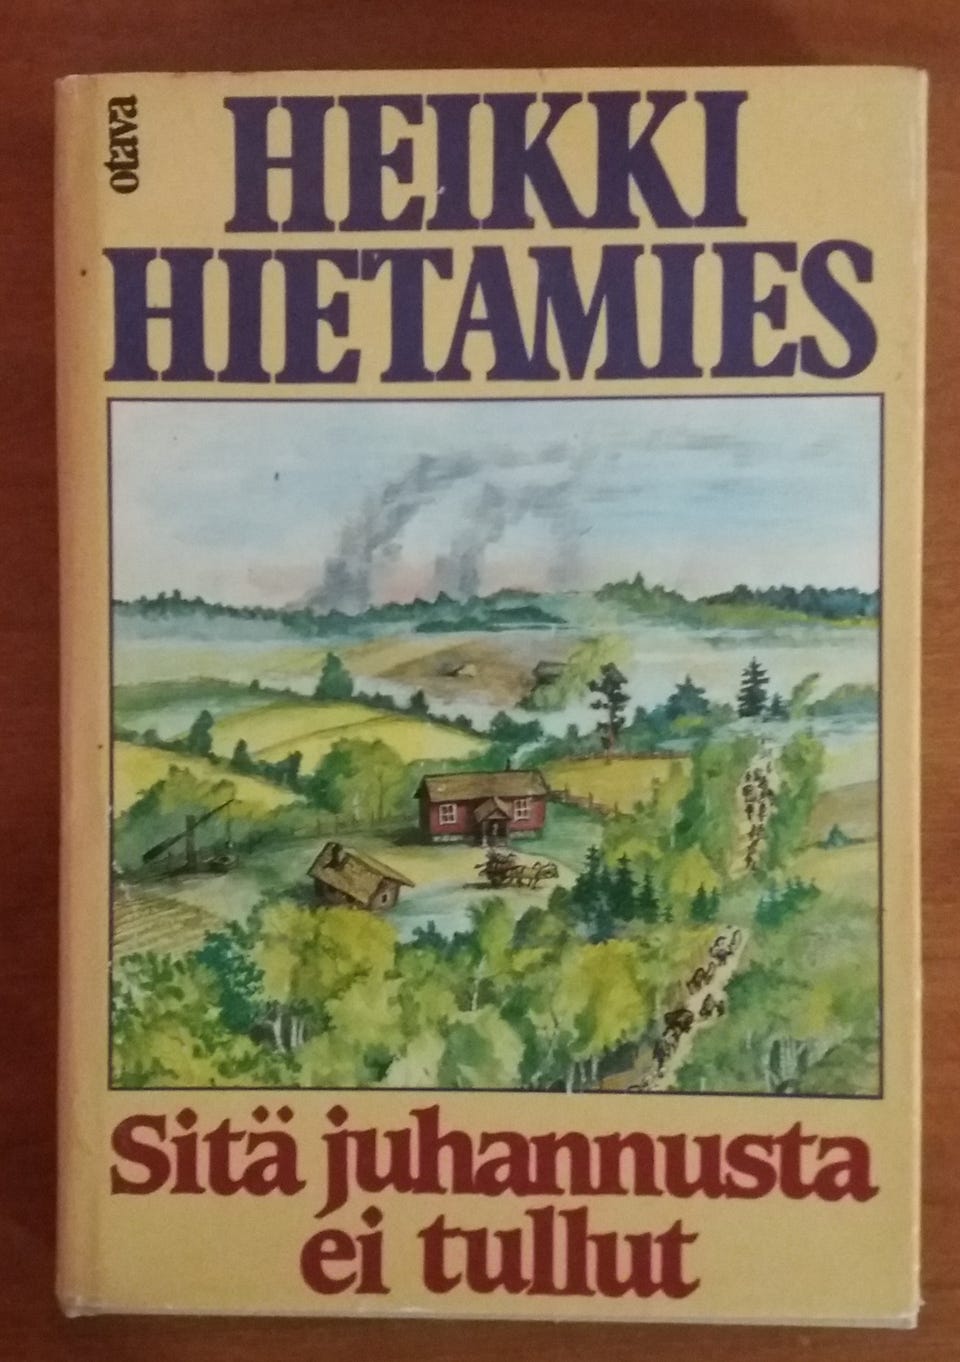 otava
HEIKKI
HIETAMIES
Sitä juhannusta
ei tullut